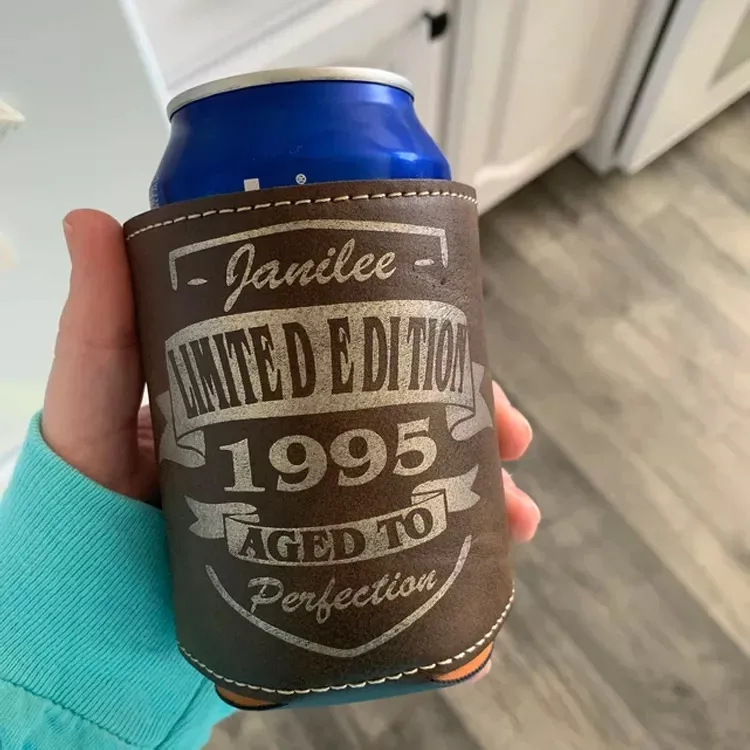 - Janilee -
LIMITED EDITION
1995
AGED TO
Perfection